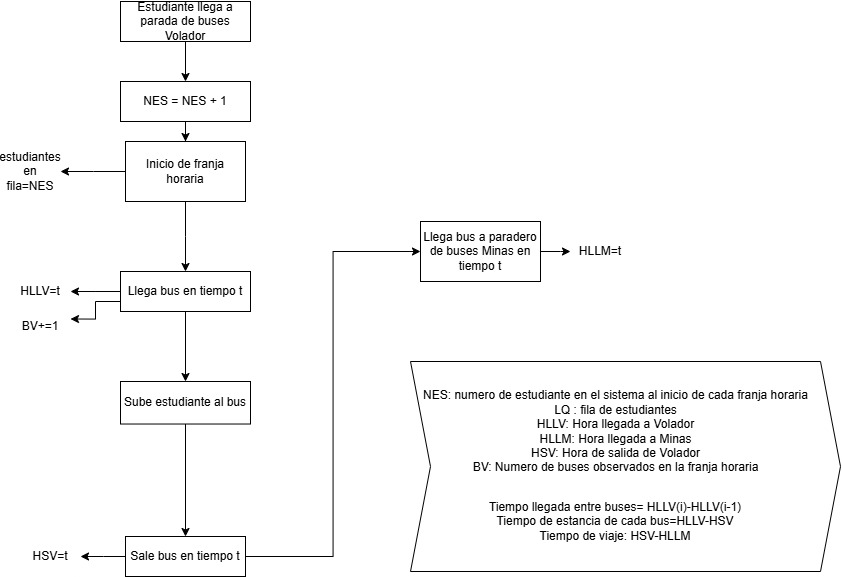 Estudiante llega a
parada de buses
Volador
NES = NES + 1
Inicio de franja
horaria
estudiantes
en
fila=NES
Llega bus a paradero
de buses Minas en
tiempo t
HLLM=t
Llega bus en tiempo t
HLLV=t
BV+=1
Sube estudiante al bus
Sale bus en tiempo t
HSV=t
NES: numero de estudiante en el sistema al inicio de cada franja horaria
LQ : fila de estudiantes
HLLV: Hora llegada a Volador
HLLM: Hora llegada a Minas
HSV: Hora de salida de Volador
BV: Numero de buses observados en la franja horaria
Tiempo llegada entre buses= HLLV(i)-HLLV(i-1)
Tiempo de estancia de cada bus=HLLV-HSV
Tiempo de viaje: HSV-HLLM